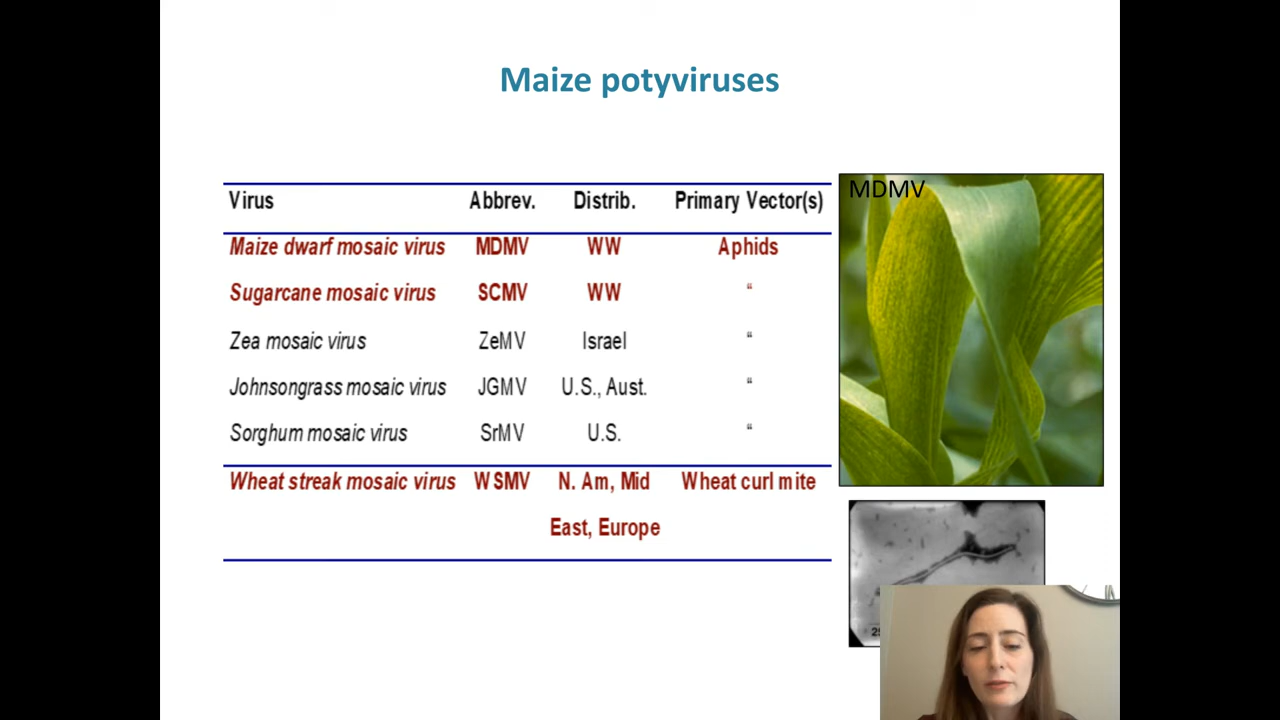 Maize potyviruses
Virus Abbrev. Distrib. Primary Vector(s)
Maize dwarf mosaic virus MDMV WW Aphids
Sugarcane mosaic virus SCMV WW “
Zea mosaic virus ZeMV Israel “
Johnsongrass mosaic virus JGMV U.S., Aust. “
Sorghum mosaic virus SrMV U.S. “
Wheat streak mosaic virus WSMV N. Am, Mid Wheat curl mite
East, Europe
MDMV